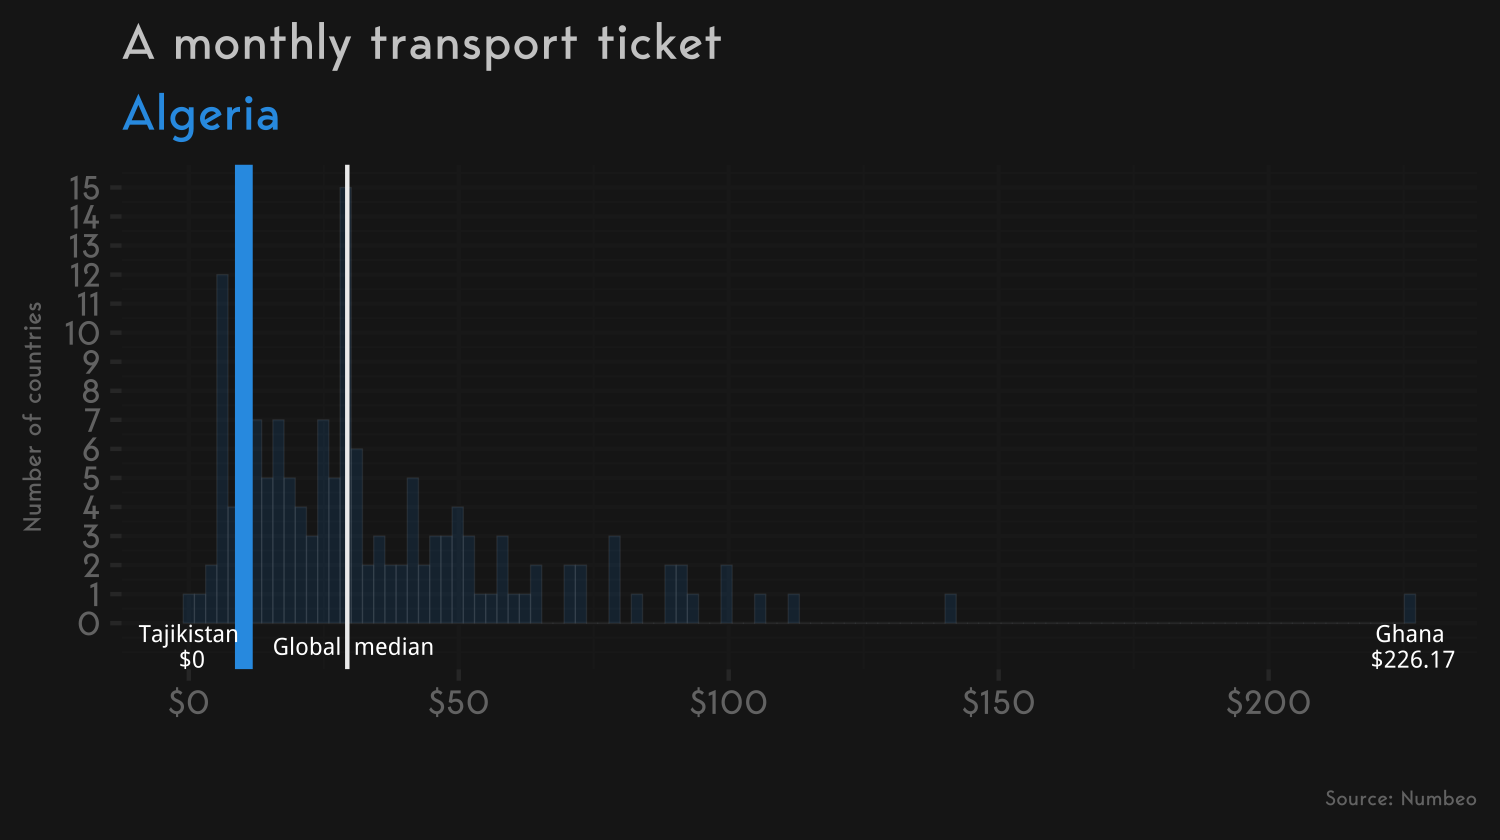 A monthly transport ticket
Algeria
Number of countries
15
14
13
12
11
10
9
8
7
6
5
4
3
2
1
0
Tajikistan
$0
Global median
Ghana
$226.17
$0 $50 $100 $150 $200
Source: Numbeo